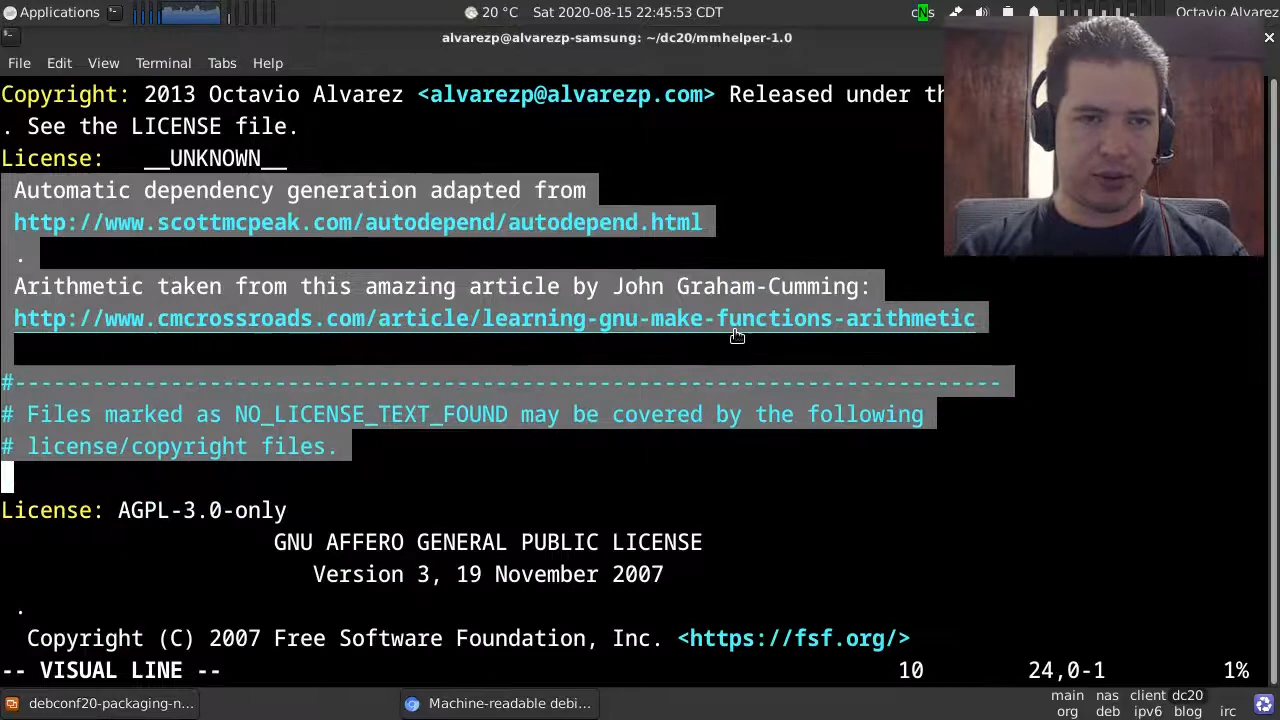 Applications
20 °C Sat 2020-08-15 22:45:53 CDT
Octavio Alvarez
alvarezp@alvarezp-samsung: ~/dc20/mmhelper-1.0
File Edit View Terminal Tabs Help
Copyright: 2013 Octavio Alvarez <alvarezp@alvarezp.com> Released under th
. See the LICENSE file.
License: __UNKNOWN__
Automatic dependency generation adapted from
http://www.scottmcpeak.com/autodepend/autodepend.html
.
Arithmetic taken from this amazing article by John Graham-Cumming:
http://www.cmcrossroads.com/article/learning-gnu-make-functions-arithmetic
#----------------------------------------------------------------------------
# Files marked as NO_LICENSE_TEXT_FOUND may be covered by the following
# license/copyright files.
License: AGPL-3.0-only
GNU AFFERO GENERAL PUBLIC LICENSE
Version 3, 19 November 2007
.
Copyright (C) 2007 Free Software Foundation, Inc. <https://fsf.org/>
-- VISUAL LINE -- 10 24,0-1 1%
debconf20-packaging-n... Machine-readable debi...
main nas client dc20
org deb ipv6 blog irc